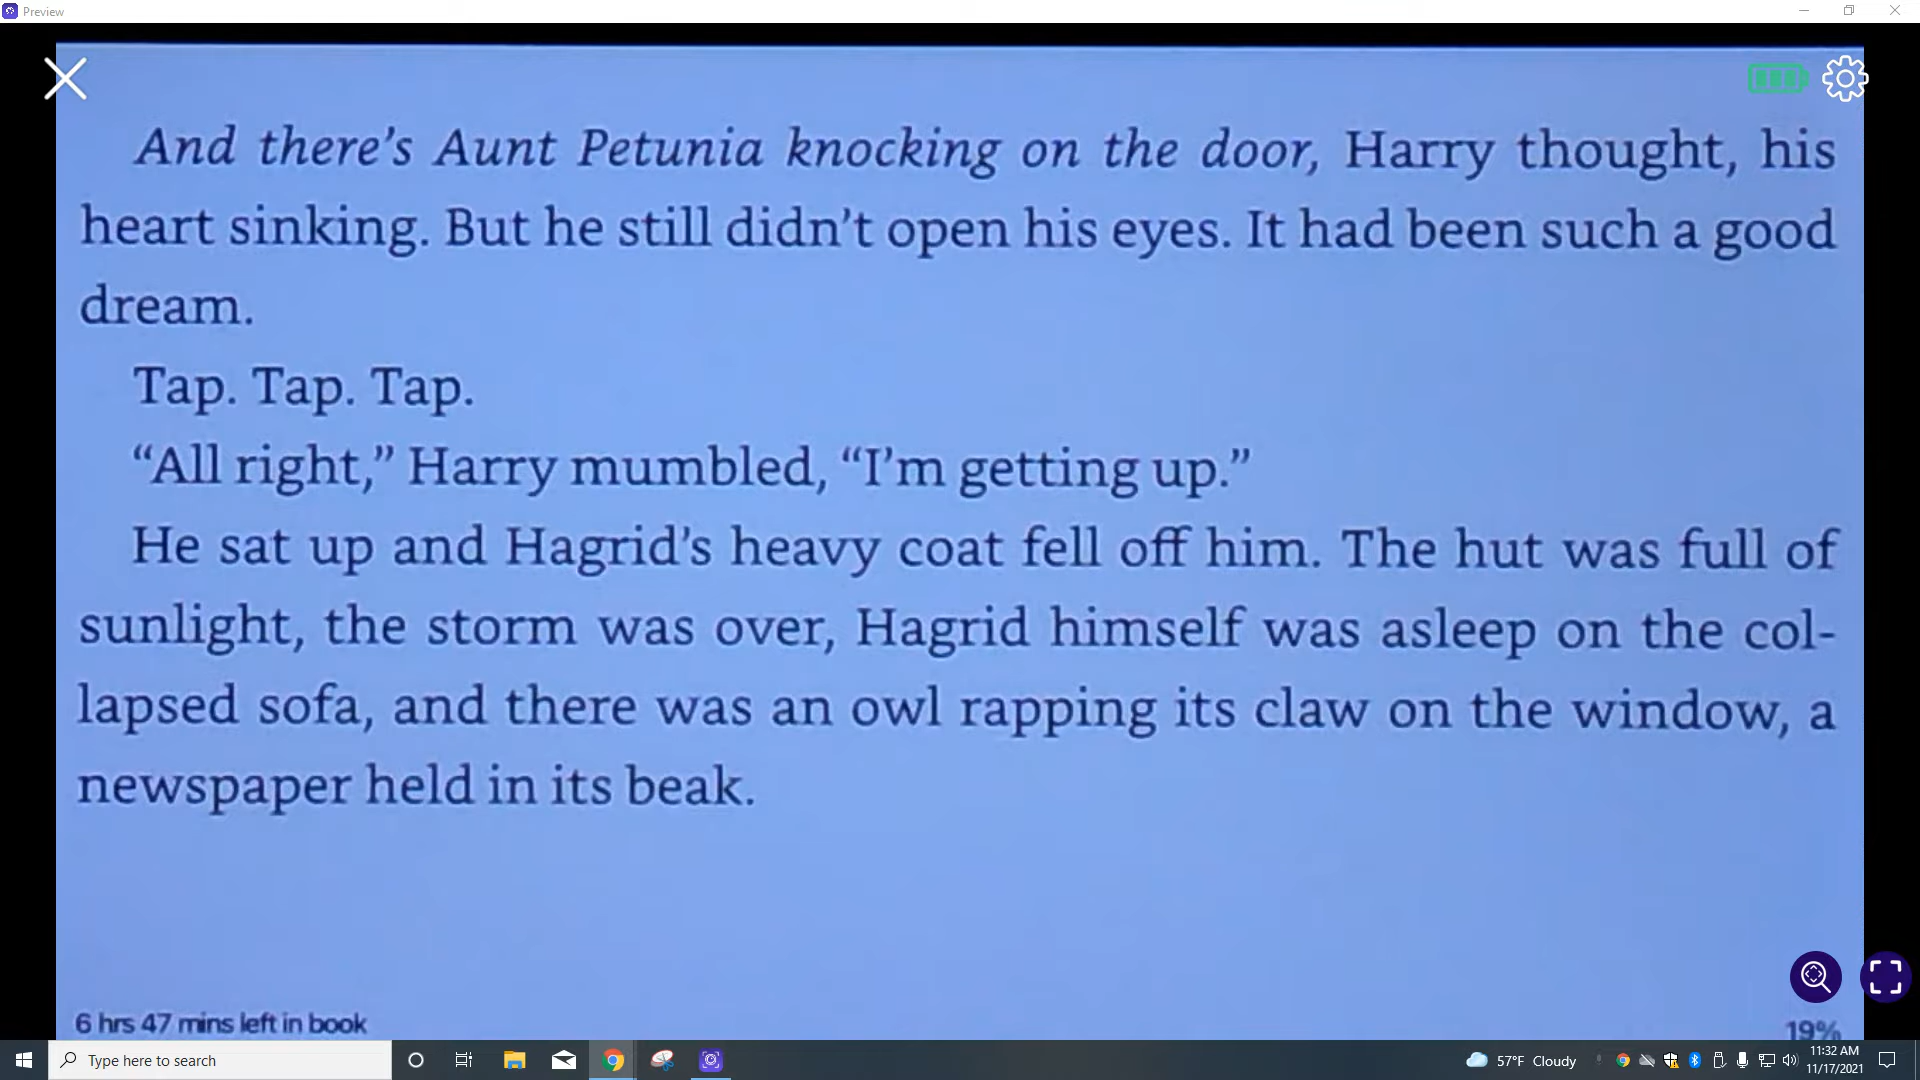 Preview
And there’s Aunt Petunia knocking on the door, Harry thought, his
heart sinking. But he still didn’t open his eyes. It had been such a good
dream.
Tap. Tap. Tap.
“All right,” Harry mumbled, “I’m getting up.”
He sat up and Hagrid’s heavy coat fell off him. The hut was full of
sunlight, the storm was over, Hagrid himself was asleep on the col-
lapsed sofa, and there was an owl rapping its claw on the window, a
newspaper held in its beak.
6 hrs 47 mins left in book
19%
Type here to search
57°F Cloudy
11:32 AM
11/17/2021